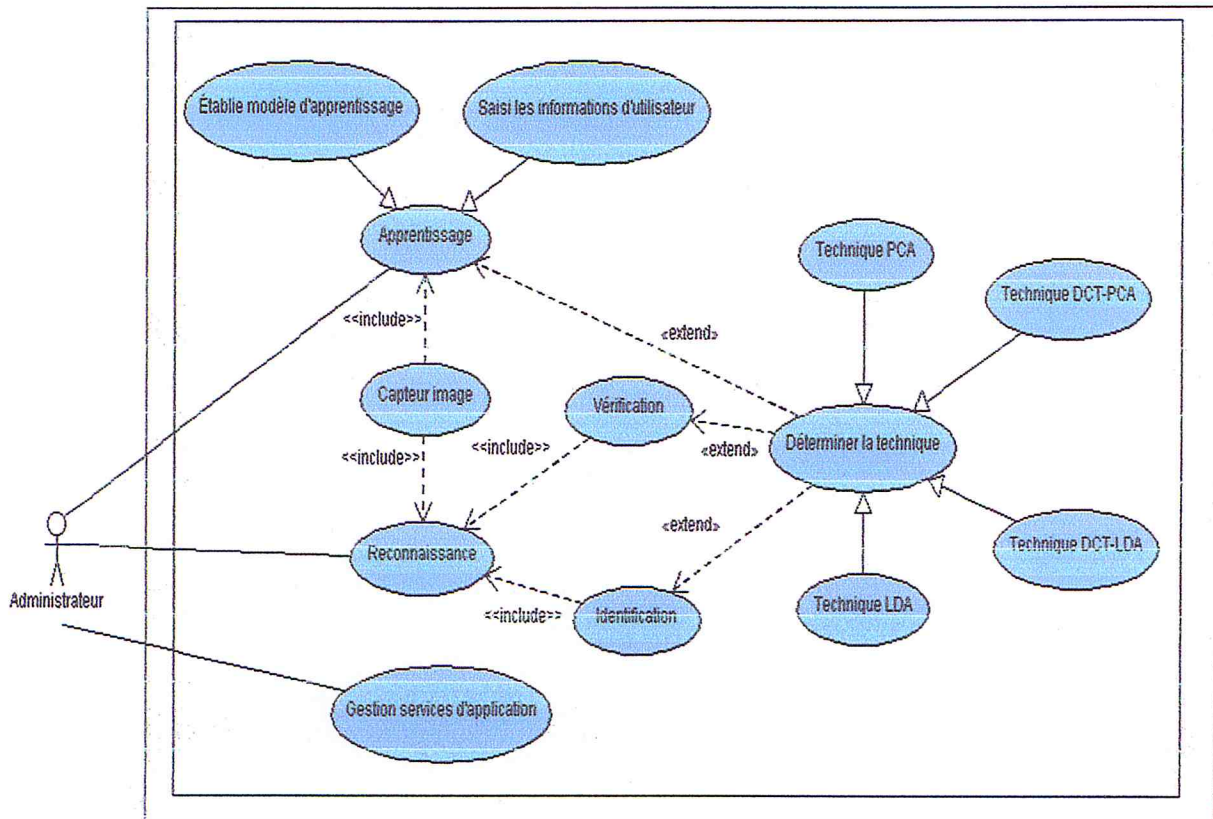 Établie modèle d'apprentissage
Saisi les informations d'utilisateur
Apprentissage
Technique PCA
Technique DCT-PCA
<<include>>
«extend»
Capteur image
Vérification
<<include>>
<<include>>
«extend»
Déterminer la technique
«extend»
Reconnaissance
Technique DCT-LDA
Administrateur
<<include>>
Identification
Technique LDA
Gestion services d'application